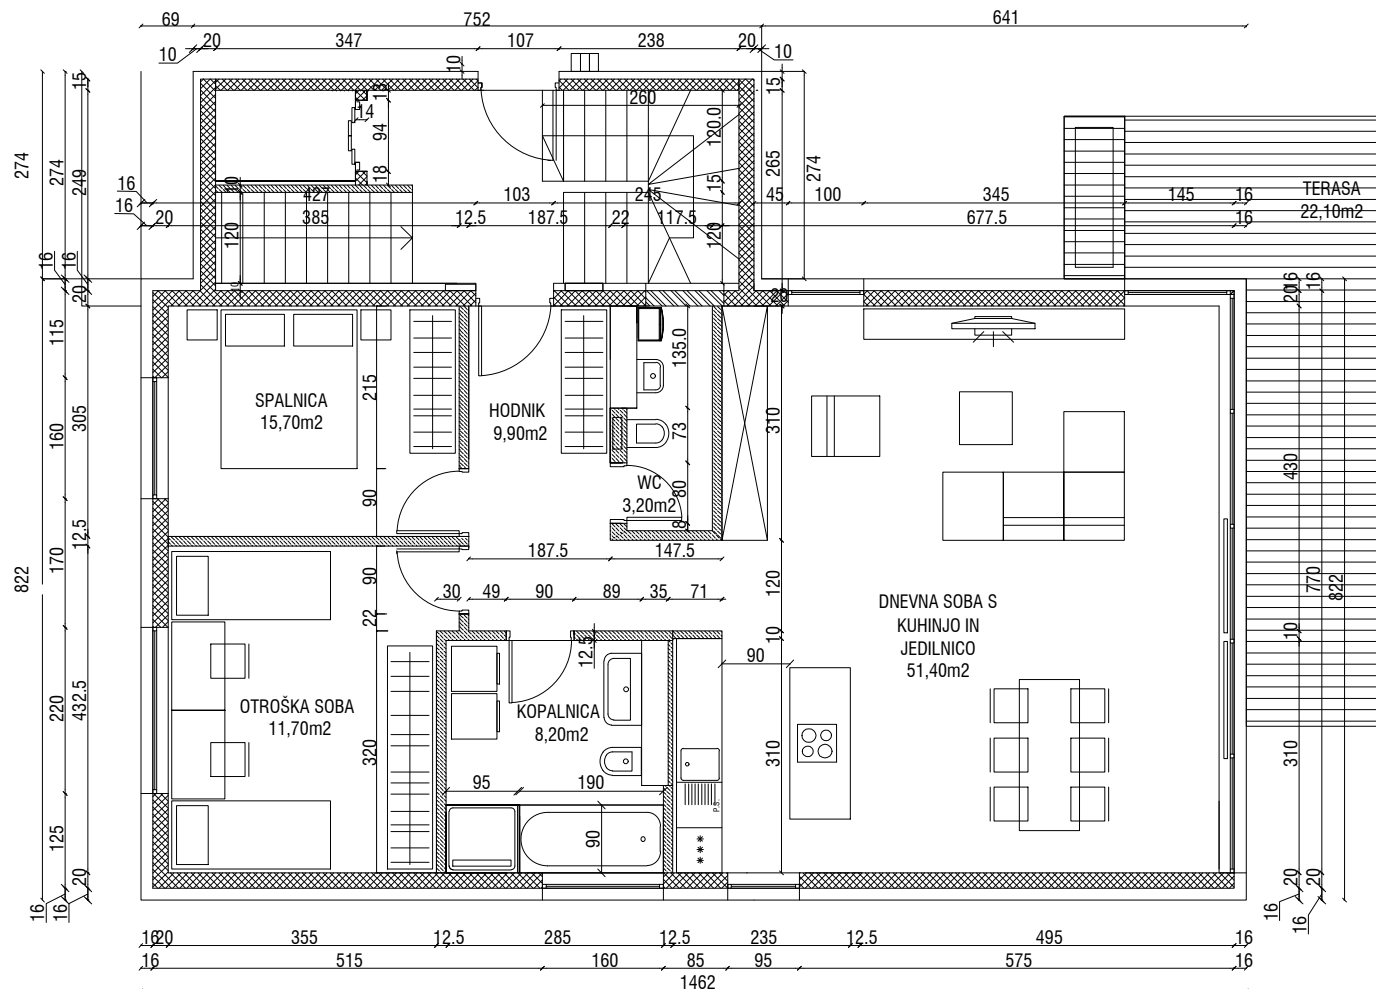 69 752 641
10 20 347 107 238 20 10
10
15 274 274 249
13 14 94 18
260
120.0 15 265 274
16 427 103 245 45 100 345 145 16
TERASA
22,10m2
16 20 385 12.5 187.5 22 117.5 677.5 16
10 120 120
16 16 20
16 16 20
SPALNICA
15,70m2
HODNIK
9,90m2
WC
3,20m2
115 305 160 215 90
135.0 73 80 8 310
430
12.5 170 822
187.5 147.5
120
30 49 90 89 35 71
90 22
10 10 770 822
DNEVNA SOBA S
KUHINJO IN
JEDILNICO
51,40m2
12.5
90
OTROŠKA SOBA
11,70m2
KOPALNICA
8,20m2
220 432.5 320 310 310
95 190
90
P.S.
125 20
16 16
20 20
16 16
16 20 355 12.5 285 12.5 235 12.5 495 16
16 515 160 85 95 575 16
1462